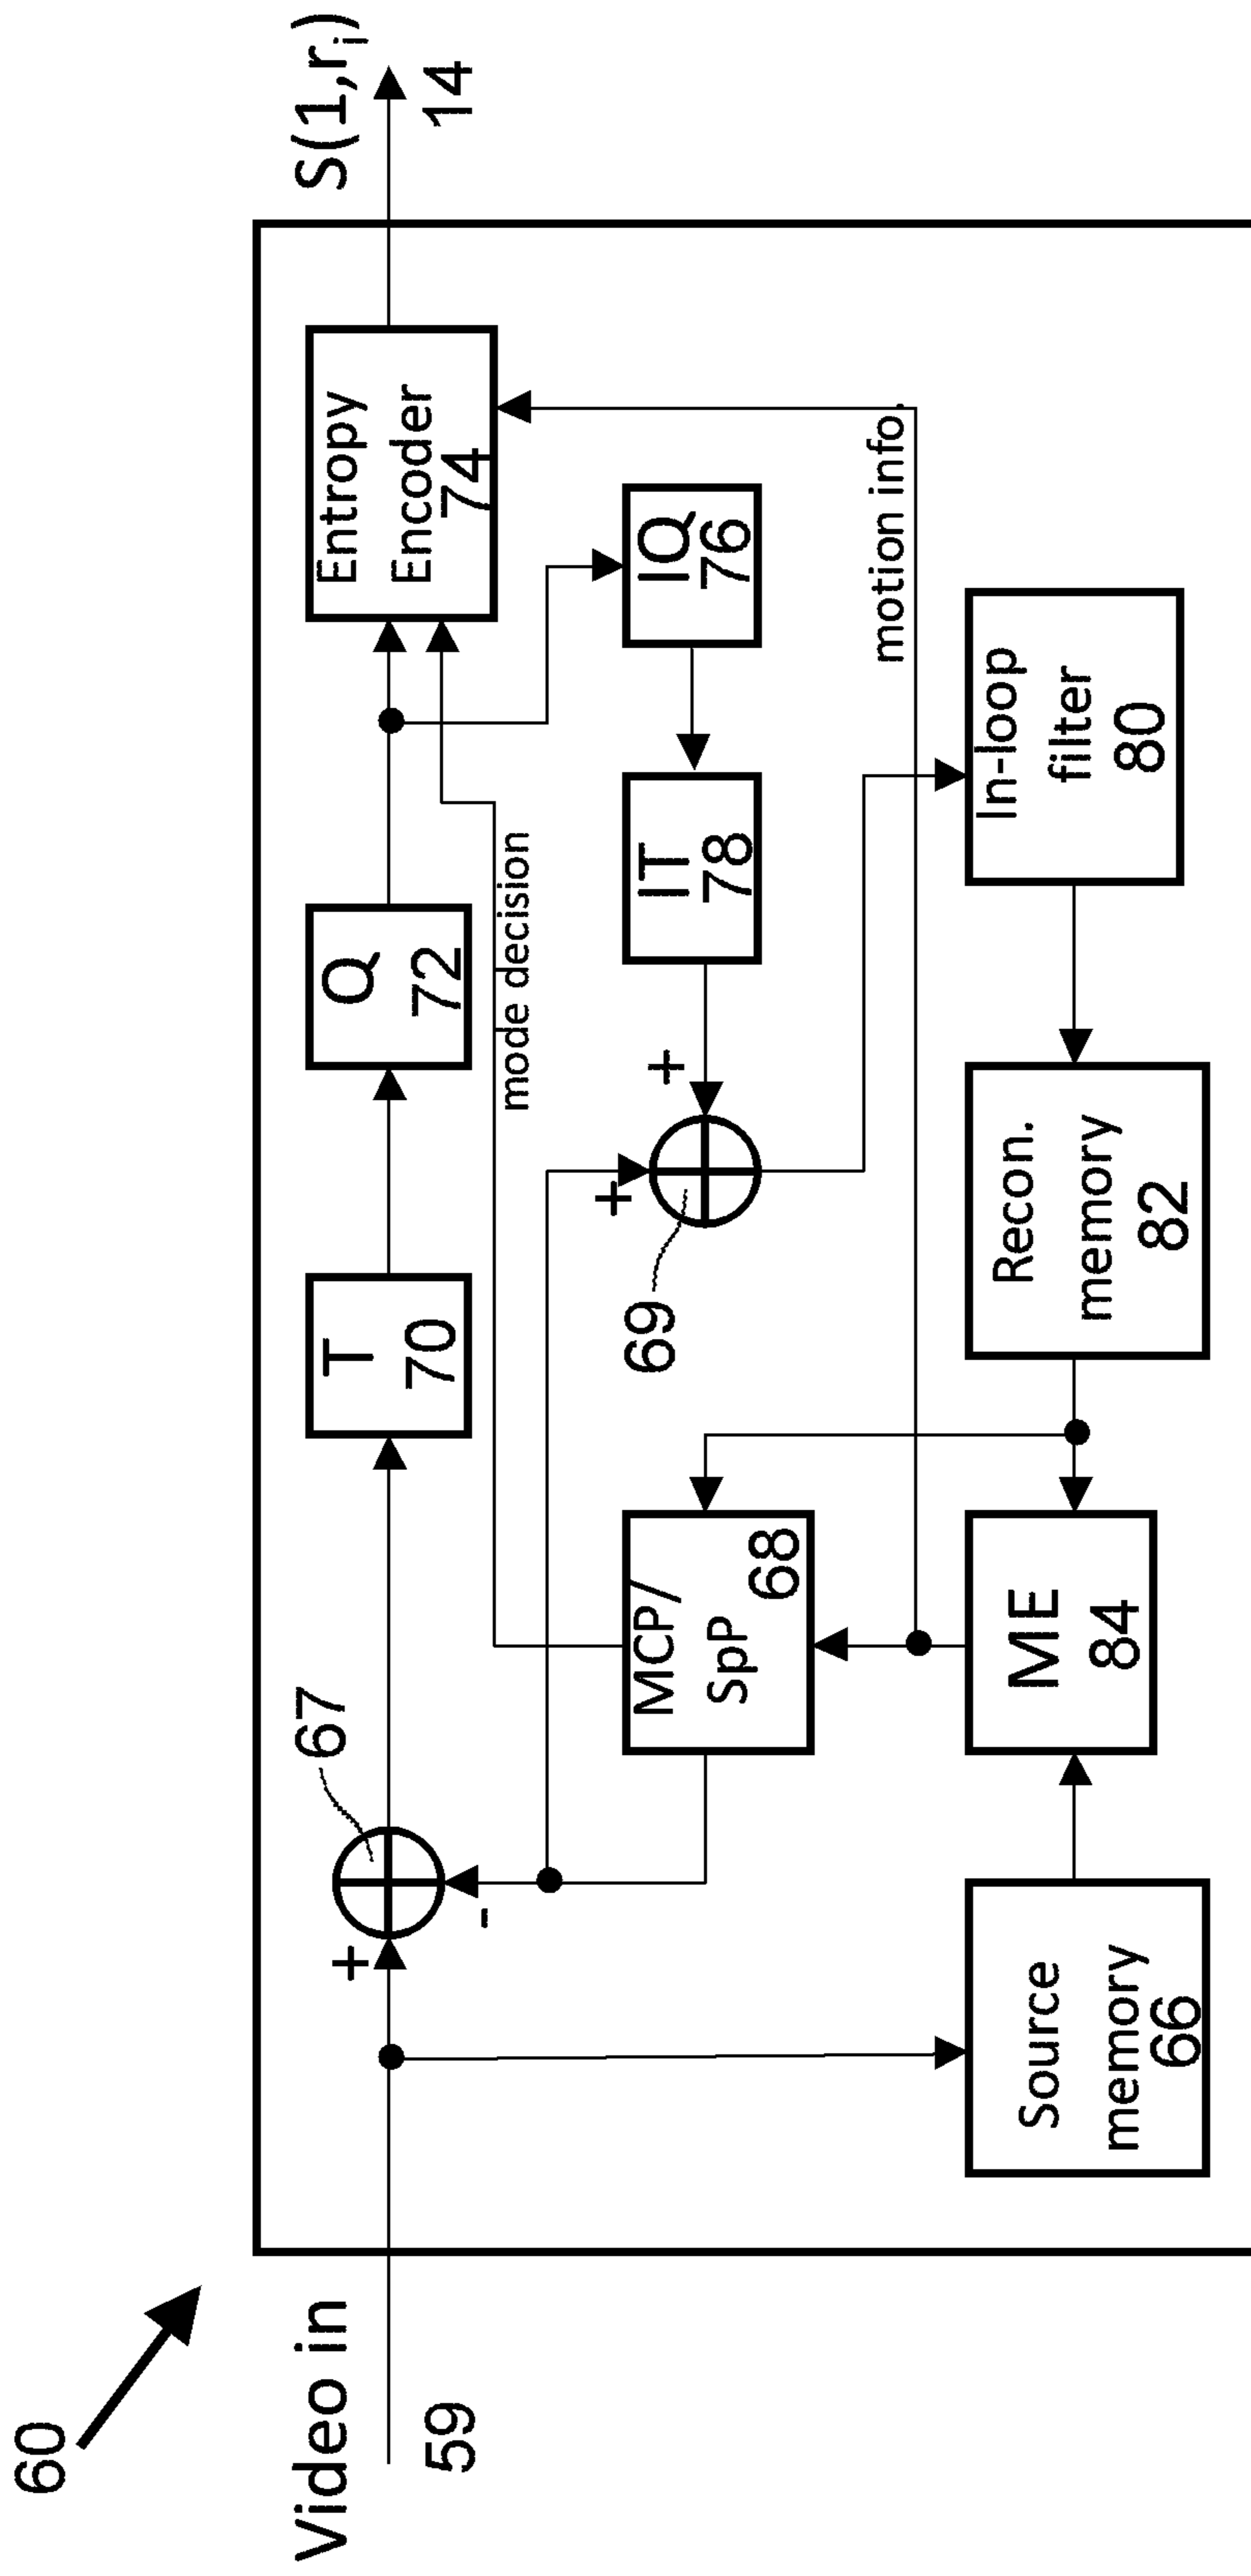 60
Video in
59
+
-
67
T
70
Q
72
Entropy
Encoder
74
S(1,rᵢ)
14
mode decision
MCP/
SpP
68
+
+
69
IT
78
IQ
76
motion info.
Source
memory
66
ME
84
Recon.
memory
82
In-loop
filter
80